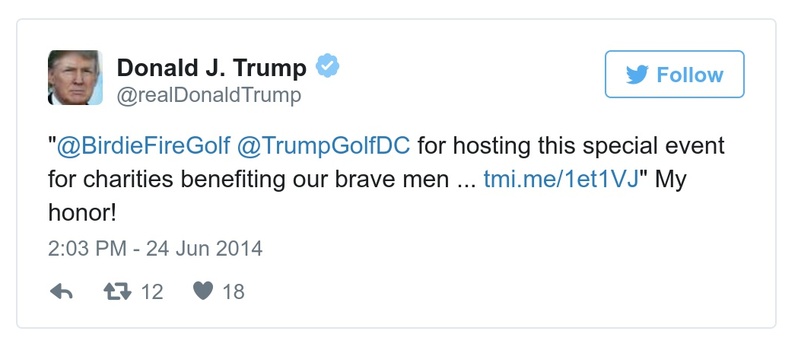 Donald J. Trump
@realDonaldTrump
Follow
"@BirdieFireGolf @TrumpGolfDC for hosting this special event
for charities benefiting our brave men ... tmi.me/1et1VJ" My
honor!
2:03 PM - 24 Jun 2014
12 18